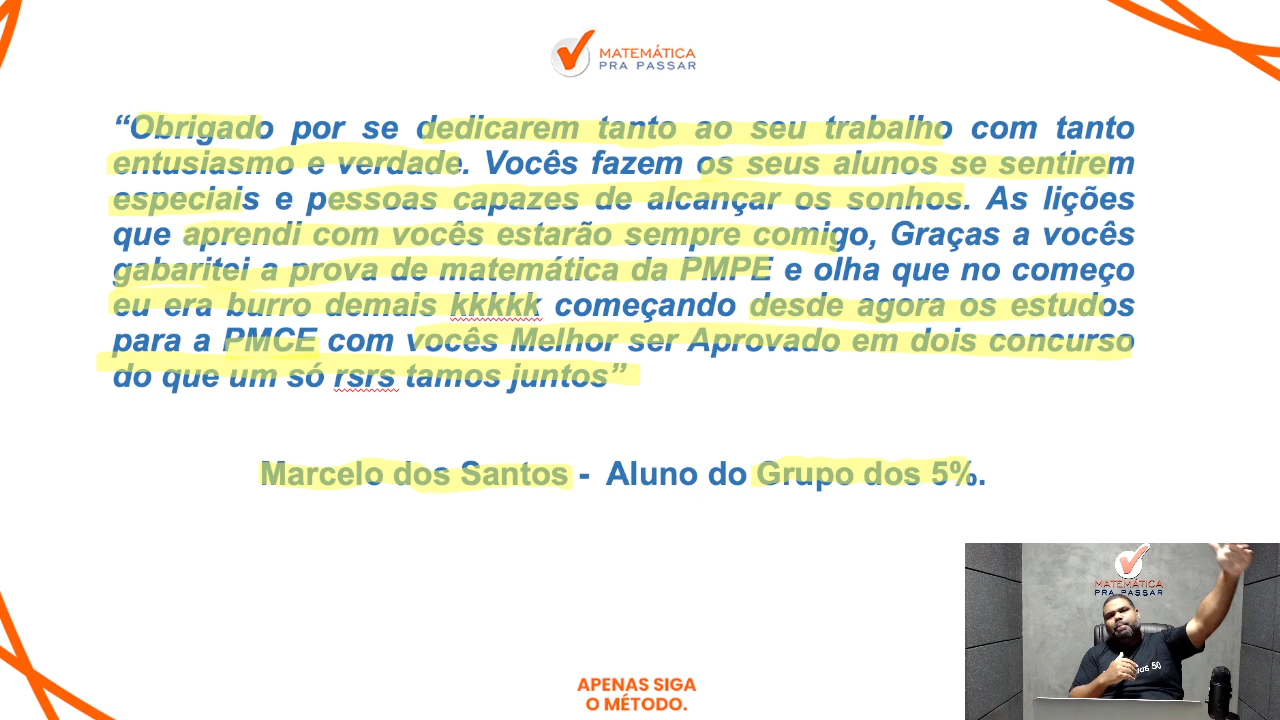 MATEMÁTICA
PRA PASSAR
“Obrigado por se dedicarem tanto ao seu trabalho com tanto
entusiasmo e verdade. Vocês fazem os seus alunos se sentirem
especiais e pessoas capazes de alcançar os sonhos. As lições
que aprendi com vocês estarão sempre comigo, Graças a vocês
gabaritei a prova de matemática da PMPE e olha que no começo
eu era burro demais kkkkk começando desde agora os estudos
para a PMCE com vocês Melhor ser Aprovado em dois concurso
do que um só rsrs tamos juntos”
Marcelo dos Santos - Aluno do Grupo dos 5%.
MATEMÁTICA
PRA PASSAR
50
APENAS SIGA
O MÉTODO.